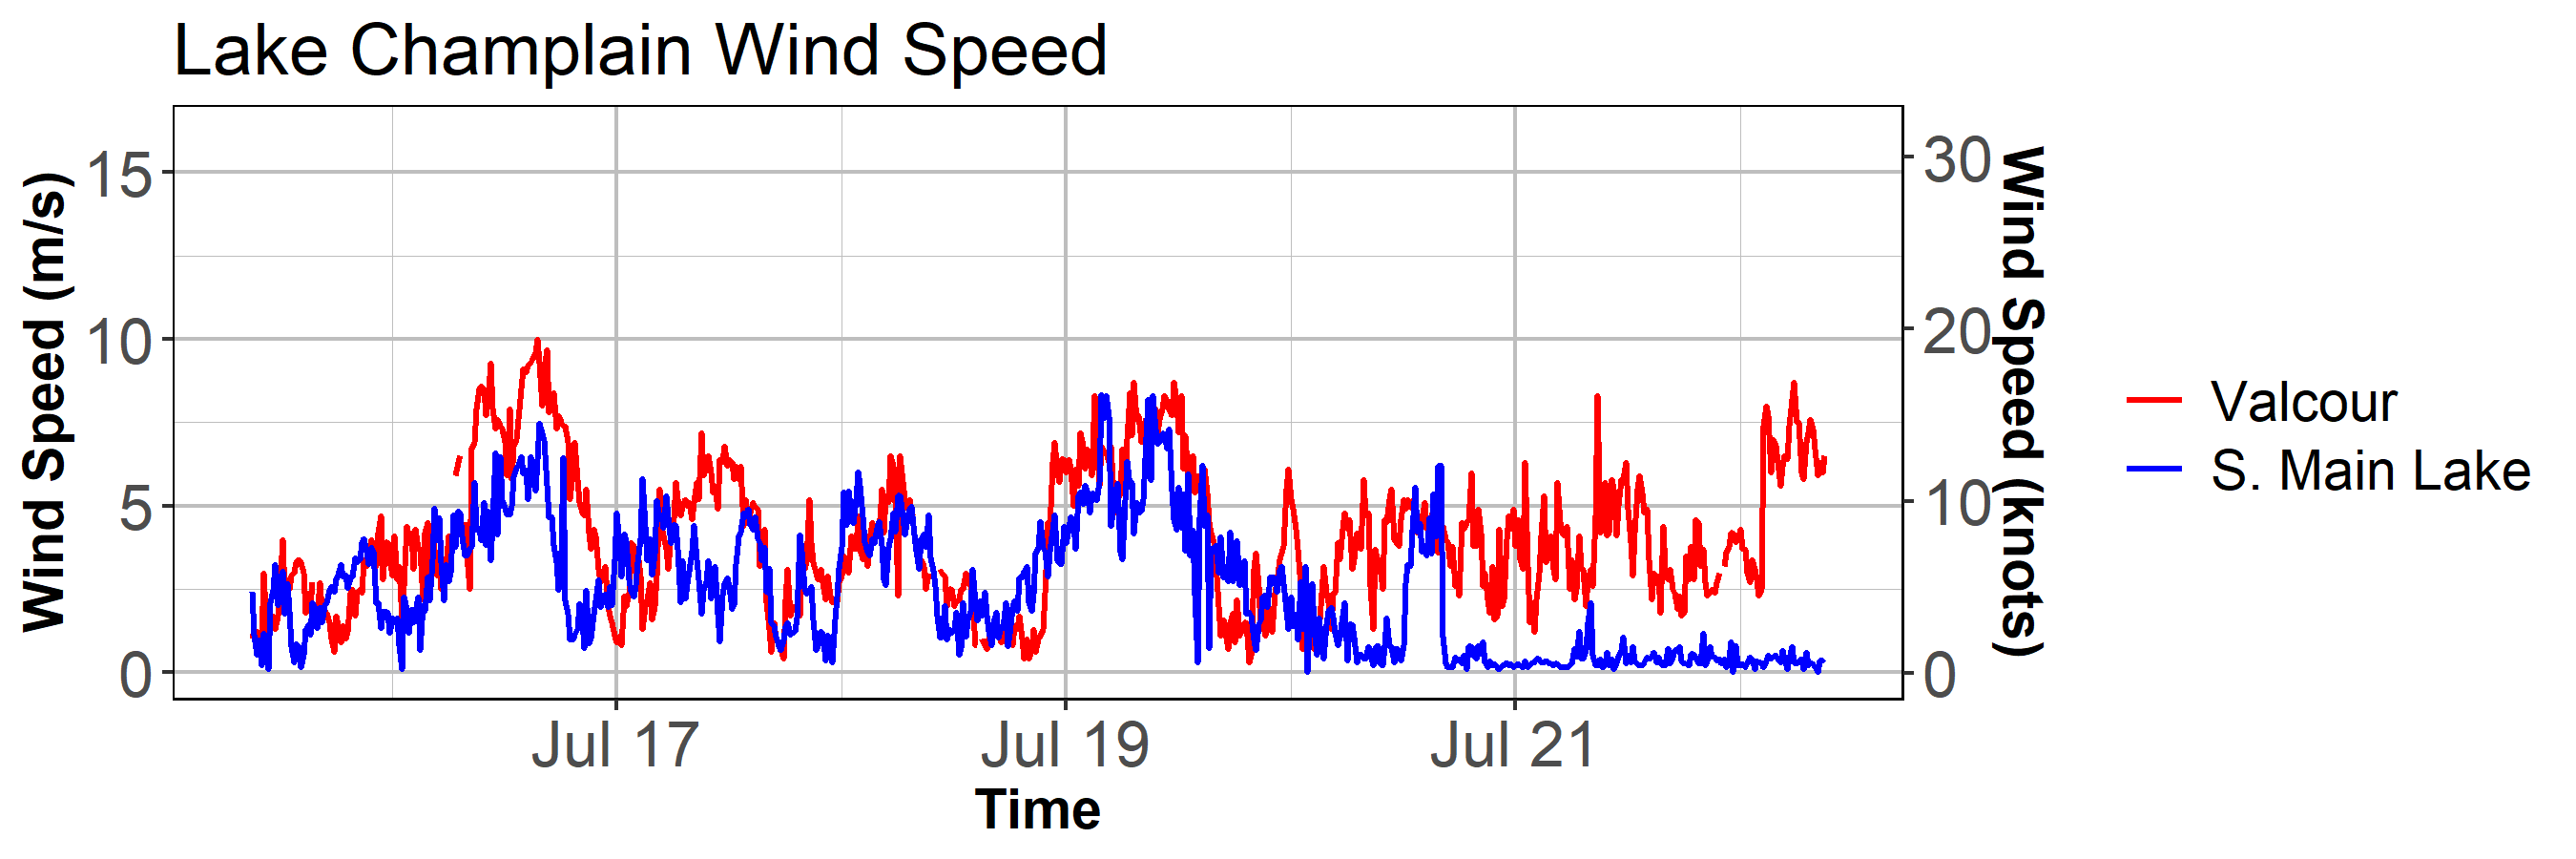 Lake Champlain Wind Speed
Wind Speed (m/s)
15
10
5
0
30
20
10
0
Wind Speed (knots)
Jul 17
Jul 19
Jul 21
Time
Valcour
S. Main Lake